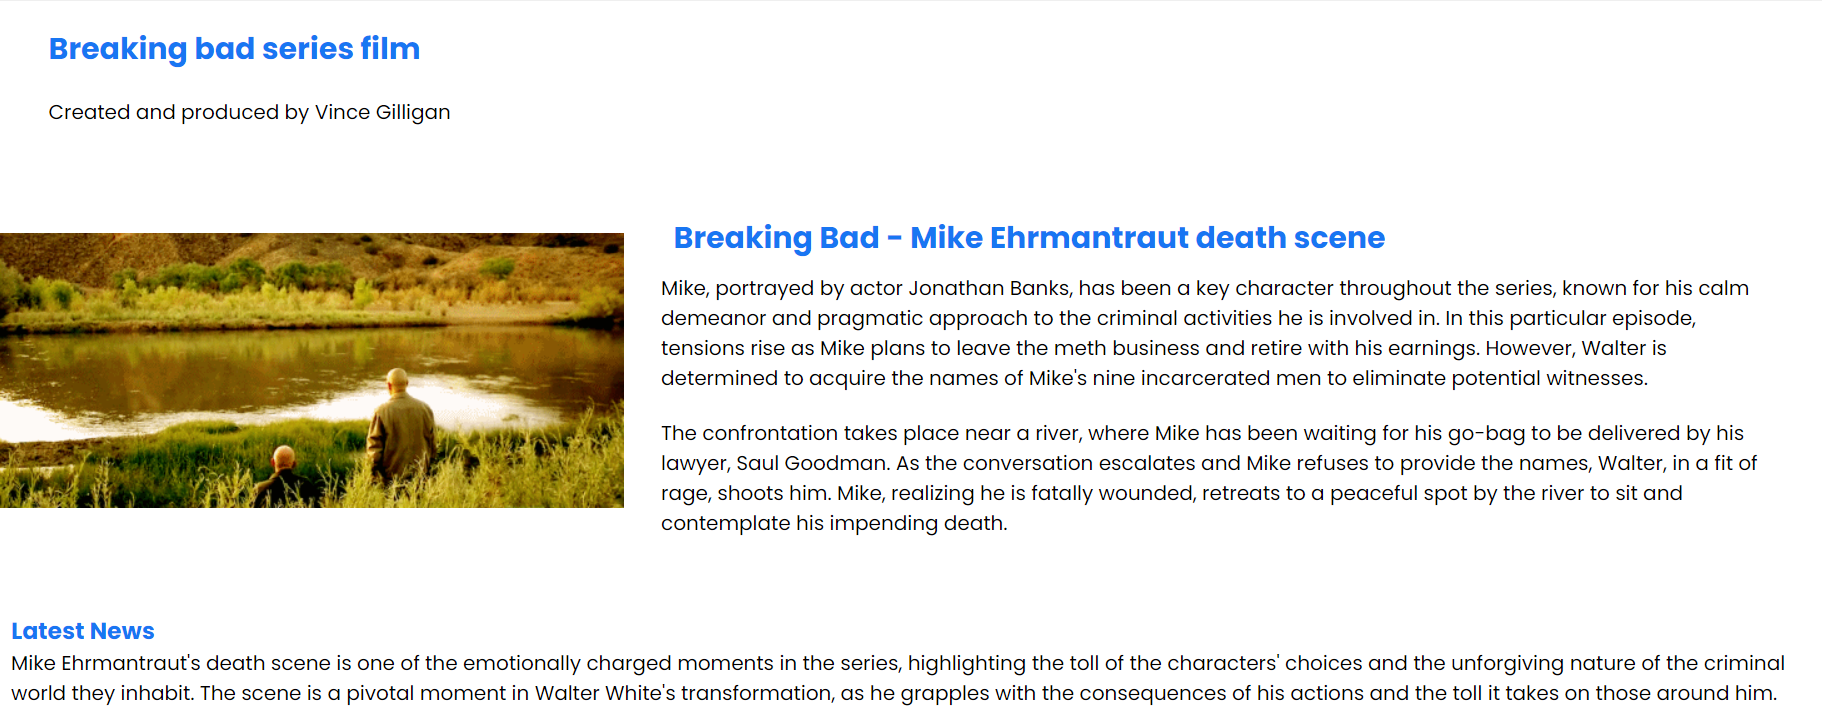 Breaking bad series film
Created and produced by Vince Gilligan
Breaking Bad - Mike Ehrmantraut death scene
Mike, portrayed by actor Jonathan Banks, has been a key character throughout the series, known for his calm
demeanor and pragmatic approach to the criminal activities he is involved in. In this particular episode,
tensions rise as Mike plans to leave the meth business and retire with his earnings. However, Walter is
determined to acquire the names of Mike's nine incarcerated men to eliminate potential witnesses.
The confrontation takes place near a river, where Mike has been waiting for his go-bag to be delivered by his
lawyer, Saul Goodman. As the conversation escalates and Mike refuses to provide the names, Walter, in a fit of
rage, shoots him. Mike, realizing he is fatally wounded, retreats to a peaceful spot by the river to sit and
contemplate his impending death.
Latest News
Mike Ehrmantraut's death scene is one of the emotionally charged moments in the series, highlighting the toll of the characters' choices and the unforgiving nature of the criminal
world they inhabit. The scene is a pivotal moment in Walter White's transformation, as he grapples with the consequences of his actions and the toll it takes on those around him.